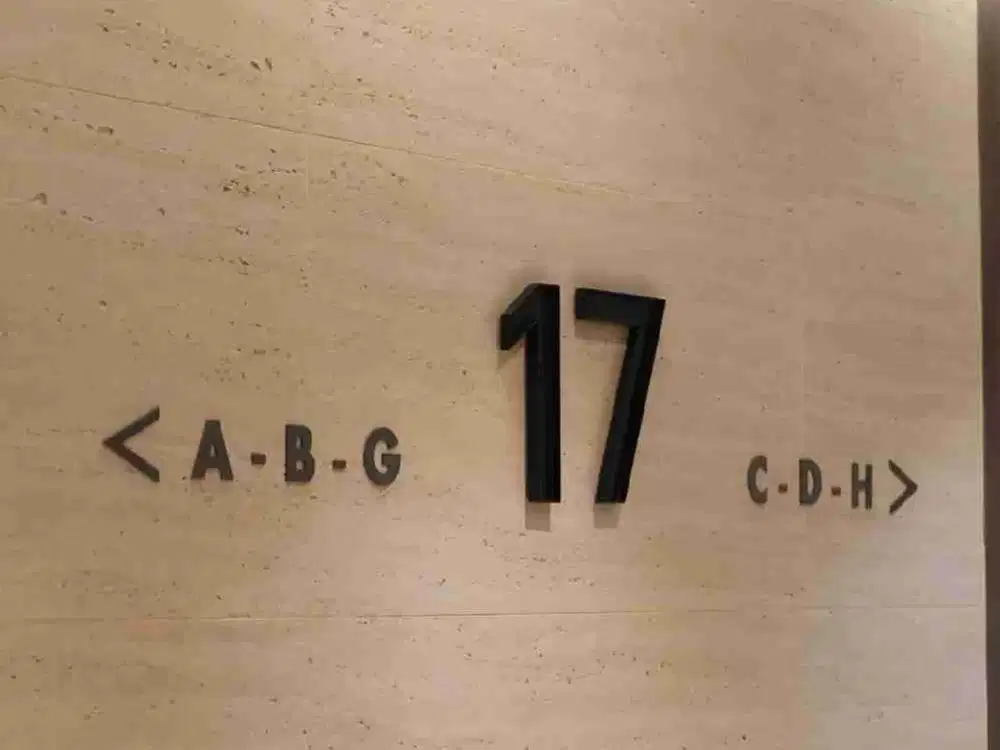 < A-B-G
17
C-D-H >